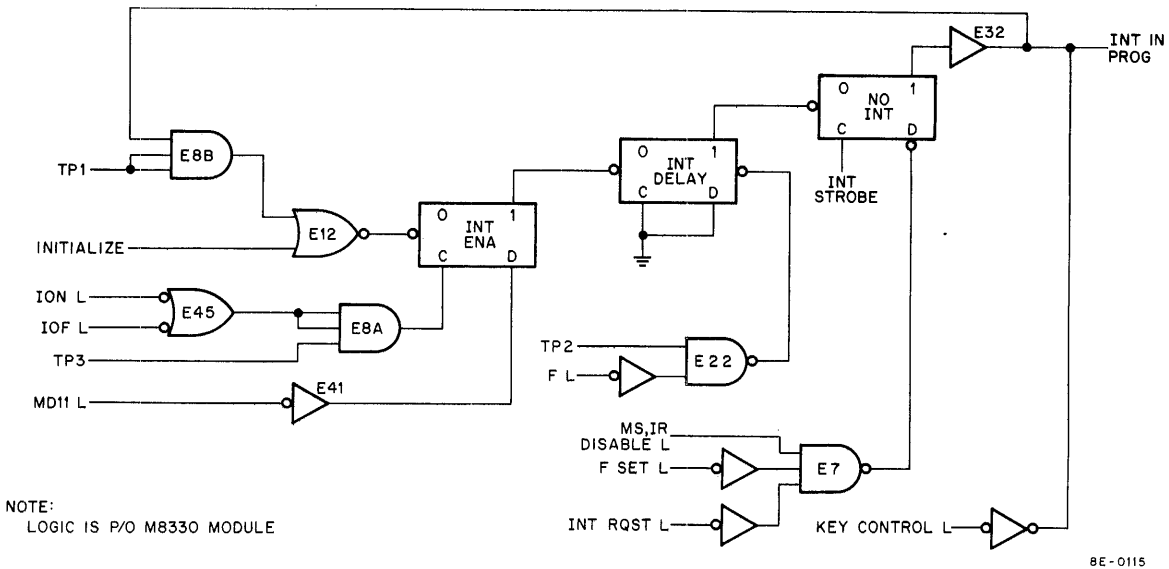 E32
INT IN
PROG
0 1
NO
INT
C D
INT
STROBE
E8B
TP1
0 1
INT
DELAY
C D
E12
INITIALIZE
0 1
INT
ENA
C D
ION L
E45
IOF L
E8A
TP3
TP2
E22
F L
E41
MD11 L
MS,IR
DISABLE L
F SET L
E7
INT RQST L
KEY CONTROL L
NOTE:
LOGIC IS P/O M8330 MODULE
8E-0115